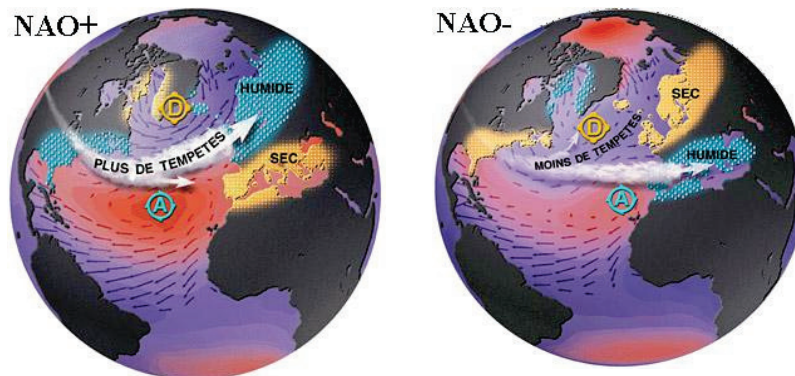 NAO+
HUMIDE
D
PLUS DE TEMPETES
SEC
A
NAO-
SEC
D
MOINS DE TEMPETES
HUMIDE
A